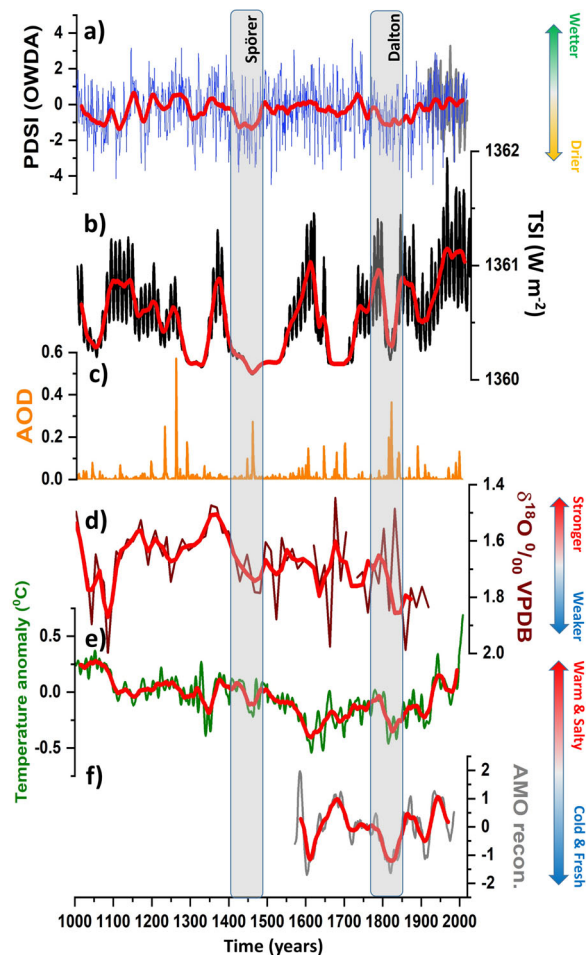 a)
PDSI (OWDA)
4
2
0
-2
-4
Spörer
Dalton
Wetter
Drier
b)
1362
1361
1360
TSI (W m-2)
c)
AOD
0.6
0.4
0.2
0.0
d)
1.4
1.6
1.8
2.0
δ18O 0/00 VPDB
Stronger
Weaker
e)
Temperature anomaly (0C)
0.5
0.0
-0.5
Warm & Salty
Cold & Fresh
f)
2
1
0
-1
-2
AMO recon.
1000 1100 1200 1300 1400 1500 1600 1700 1800 1900 2000
Time (years)